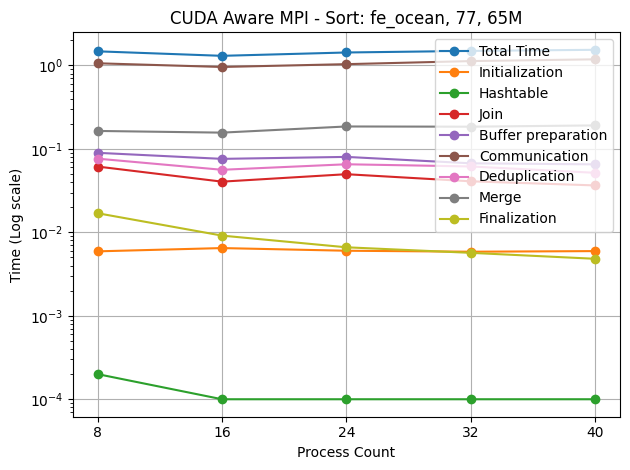 CUDA Aware MPI - Sort: fe_ocean, 77, 65M
Total Time
Initialization
Hashtable
Join
Buffer preparation
Communication
Deduplication
Merge
Finalization
Time (Log scale)
10⁰
10⁻¹
10⁻²
10⁻³
10⁻⁴
8 16 24 32 40
Process Count